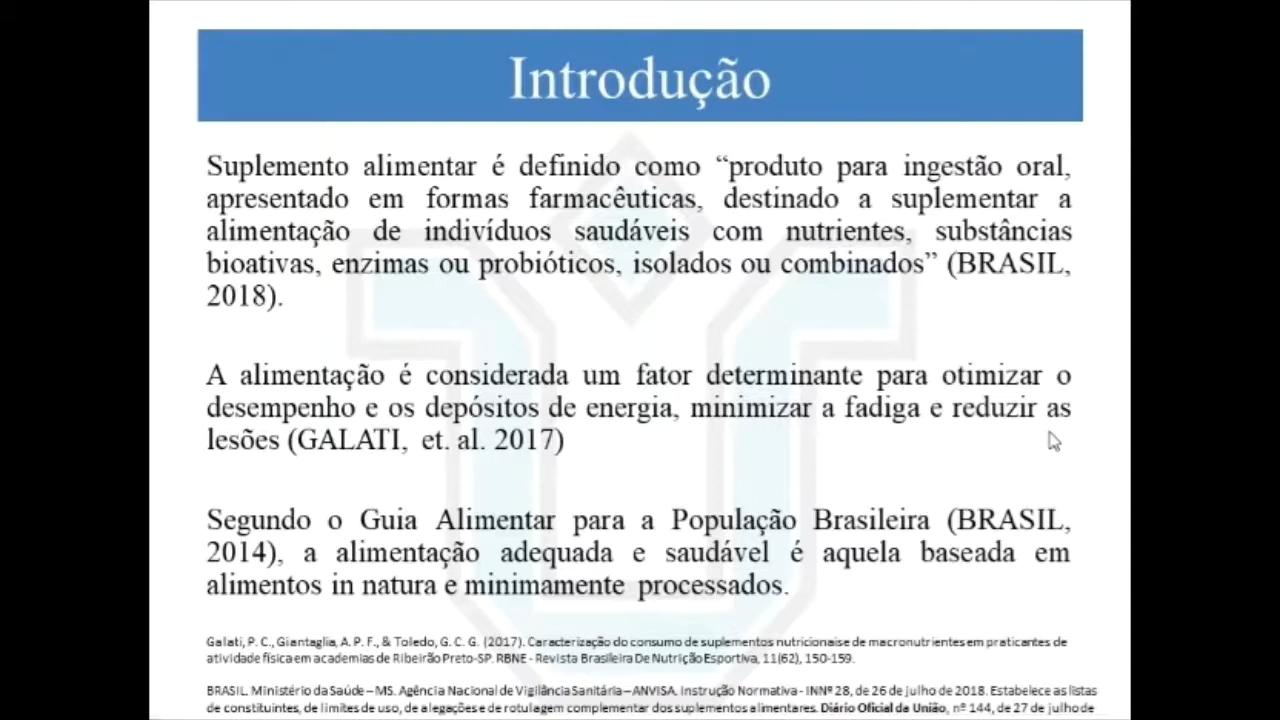 Introdução
Suplemento alimentar é definido como “produto para ingestão oral,
apresentado em formas farmacêuticas, destinado a suplementar a
alimentação de indivíduos saudáveis com nutrientes, substâncias
bioativas, enzimas ou probióticos, isolados ou combinados” (BRASIL,
2018).
A alimentação é considerada um fator determinante para otimizar o
desempenho e os depósitos de energia, minimizar a fadiga e reduzir as
lesões (GALATI, et. al. 2017)
Segundo o Guia Alimentar para a População Brasileira (BRASIL,
2014), a alimentação adequada e saudável é aquela baseada em
alimentos in natura e minimamente processados.
Galati, P. C., Giantaglia, A. P. F., & Toledo, G. C. G. (2017). Caracterização do consumo de suplementos nutricionaise de macronutrientes em praticantes de
atividade física em academias de Ribeirão Preto-SP. RBNE - Revista Brasileira De Nutrição Esportiva, 11(62), 150-159.
BRASIL. Ministério da Saúde – MS. Agência Nacional de Vigilância Sanitária – ANVISA. Instrução Normativa - INNº 28, de 26 de julho de 2018. Estabelece as listas
de constituintes, de limites de uso, de alegações e de rotulagem complementar dos suplementos alimentares. Diário Oficial da União, nº 144, de 27 de julho de